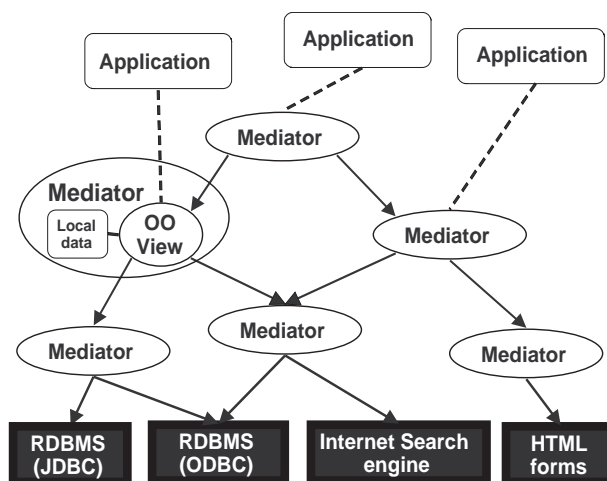 Application
Application
Application
Mediator
Mediator
Local
data
OO
View
Mediator
Mediator
Mediator
Mediator
RDBMS
(JDBC)
RDBMS
(ODBC)
Internet Search
engine
HTML
forms